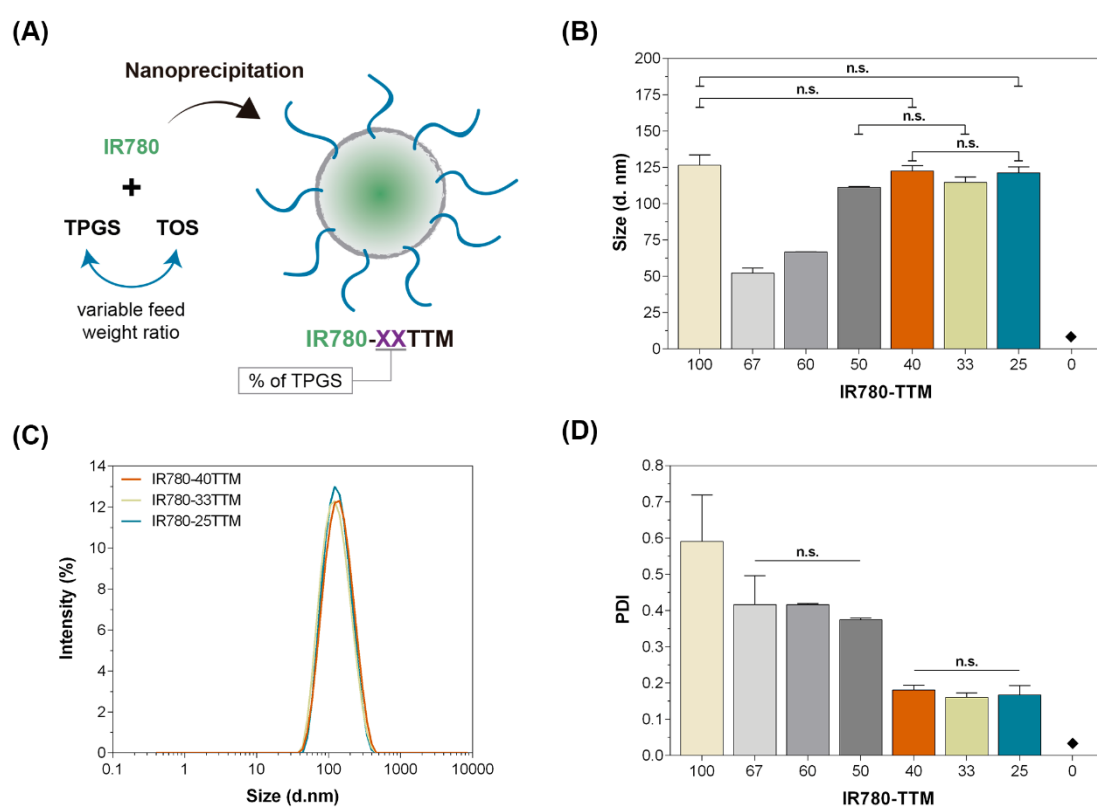 (A)
Nanoprecipitation
IR780
+
TPGS TOS
variable feed
weight ratio
IR780-XXTTM
% of TPGS
(B)
200
175
150
125
100
75
50
25
0
Size (d. nm)
n.s.
n.s.
n.s.
n.s.
100 67 60 50 40 33 25 0
IR780-TTM
(C)
14
12
10
8
6
4
2
0
Intensity (%)
IR780-40TTM
IR780-33TTM
IR780-25TTM
0.1 1 10 100 1000 10000
Size (d.nm)
(D)
0.8
0.7
0.6
0.5
0.4
0.3
0.2
0.1
0.0
PDI
n.s.
n.s.
100 67 60 50 40 33 25 0
IR780-TTM